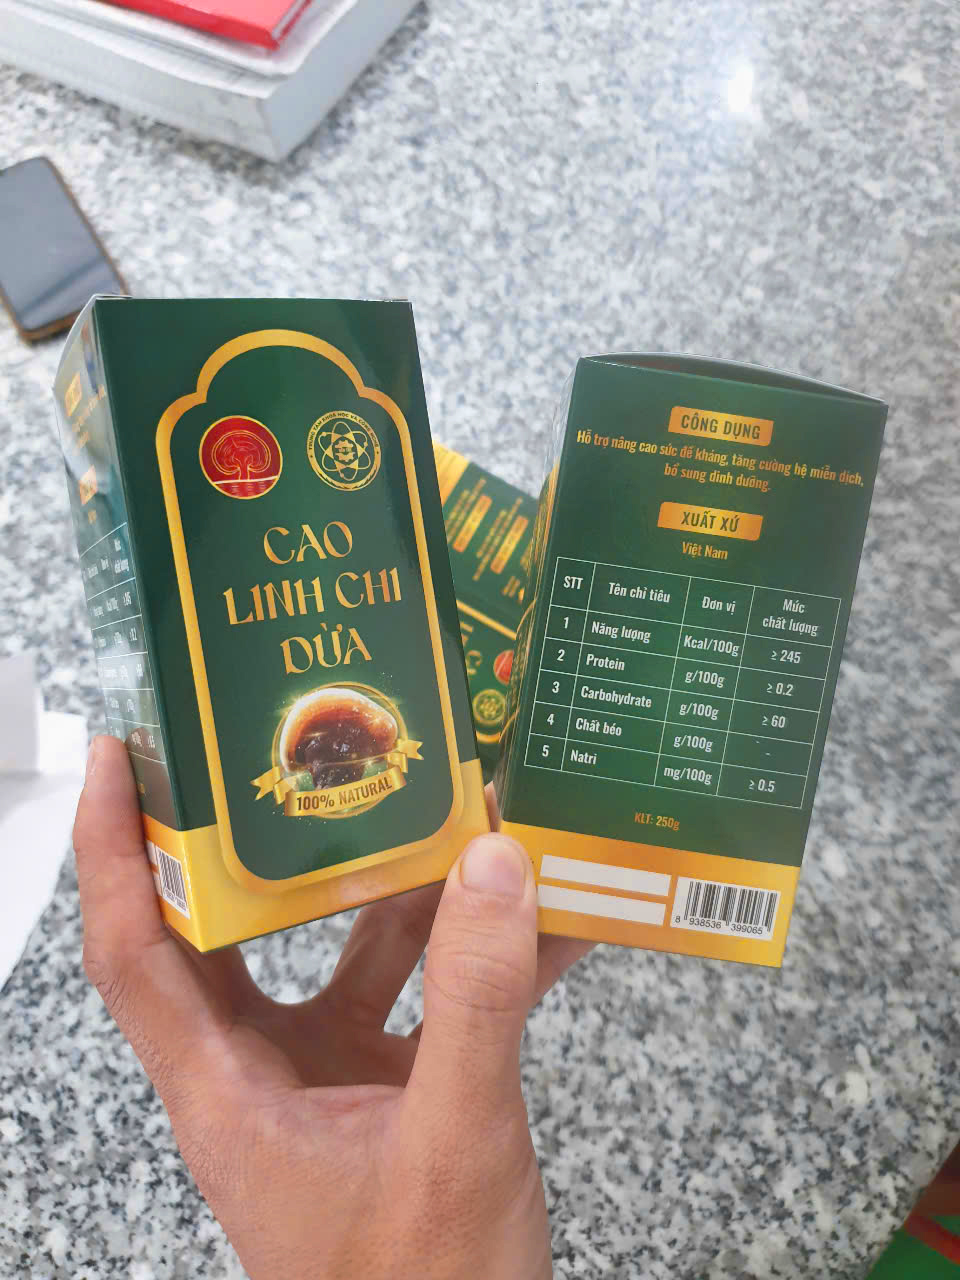 CAO
LINH CHI
DỪA
100% NATURAL
CÔNG DỤNG
Hỗ trợ nâng cao sức đề kháng, tăng cường hệ miễn dịch,
bổ sung dinh dưỡng.
XUẤT XỨ
Việt Nam
STT Tên chỉ tiêu Đơn vị Mức chất lượng
1 Năng lượng Kcal/100g ≥ 245
2 Protein g/100g ≥ 0.2
3 Carbohydrate g/100g ≥ 60
4 Chất béo g/100g -
5 Natri mg/100g ≥ 0.5
KLT: 250g
8 938536 399065